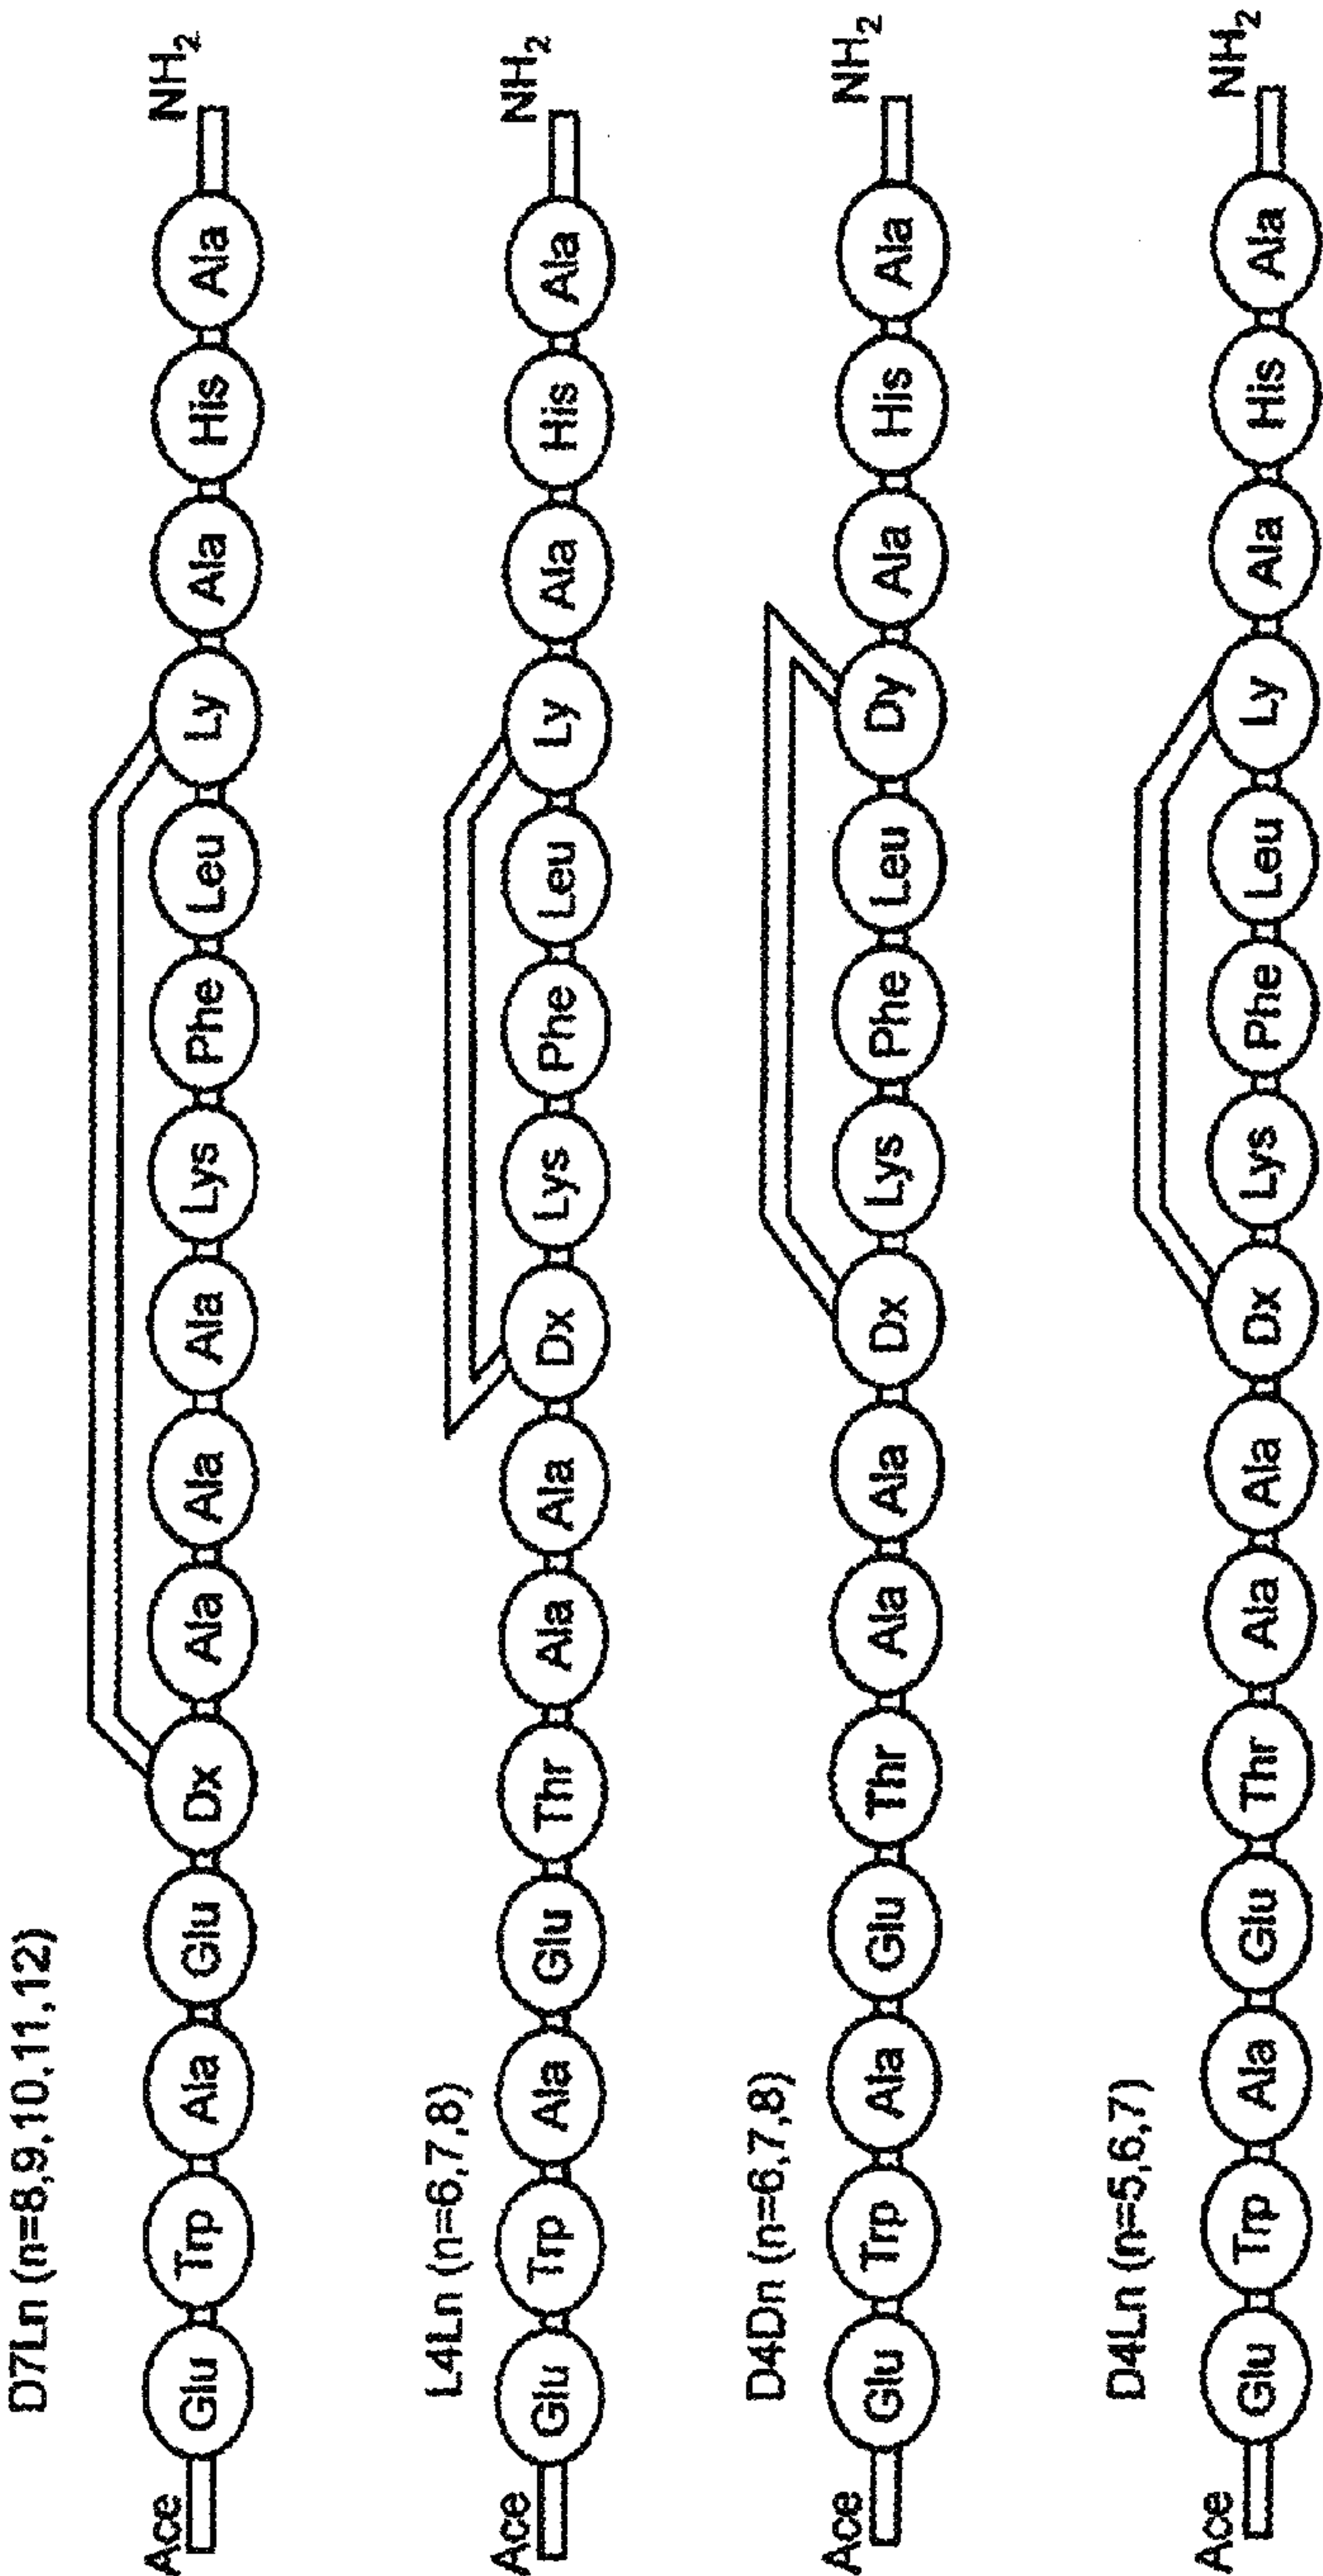 D7Ln (n=8,9,10,11,12)
Ace Glu Trp Ala Glu Dx Ala Ala Ala Lys Phe Leu Ly Ala His Ala NH2
L4Ln (n=6,7,8)
Ace Glu Trp Ala Glu Thr Ala Ala Dx Lys Phe Leu Ly Ala His Ala NH2
D4Dn (n=6,7,8)
Ace Glu Trp Ala Glu Thr Ala Ala Dx Lys Phe Leu Dy Ala His Ala NH2
D4Ln (n=5,6,7)
Ace Glu Trp Ala Glu Thr Ala Ala Dx Lys Phe Leu Ly Ala His Ala NH2